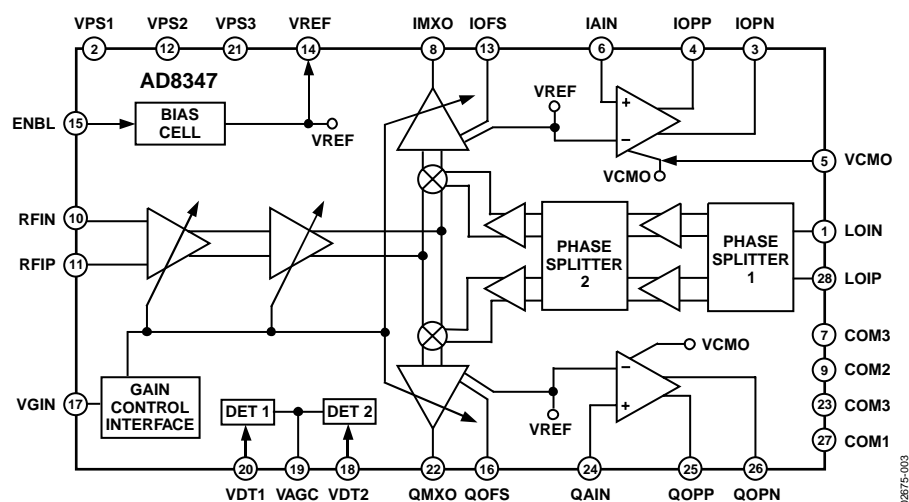 VPS1 VPS2 VPS3 VREF IMXO IOFS IAIN IOPP IOPN
2 12 21 14 8 13 6 4 3
AD8347
ENBL 15
BIAS
CELL
VREF
VREF
+
−
VCMO
5 VCMO
RFIN
10
RFIP
11
PHASE
SPLITTER
2
PHASE
SPLITTER
1
1 LOIN
28 LOIP
7 COM3
9 COM2
23 COM3
27 COM1
VGIN 17
GAIN
CONTROL
INTERFACE
DET 1
DET 2
VREF
VCMO
−
+
20 19 18 22 16 24 25 26
VDT1 VAGC VDT2 QMXO QOFS QAIN QOPP QOPN
02675-003